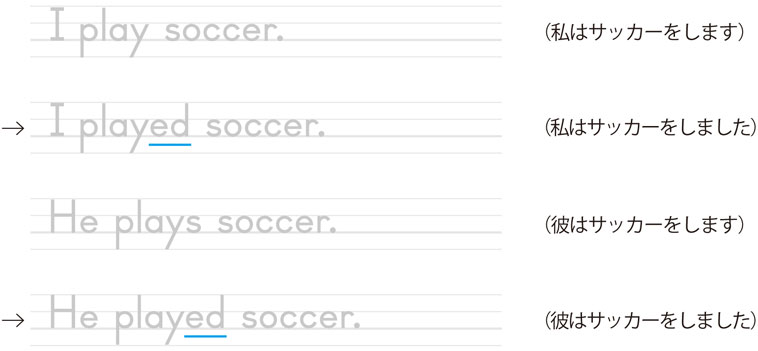 I play soccer. （私はサッカーをします）
→ I played soccer. （私はサッカーをしました）
He plays soccer. （彼はサッカーをします）
→ He played soccer. （彼はサッカーをしました）